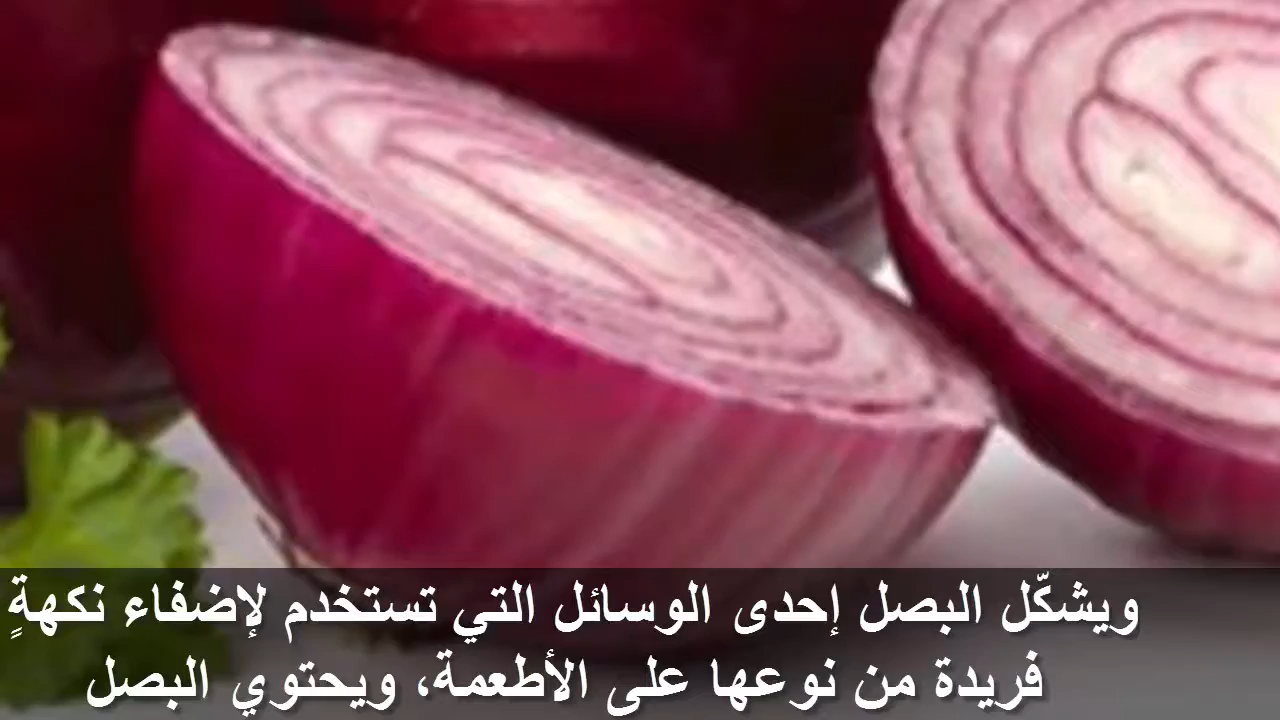 ويشكّل البصل إحدى الوسائل التي تستخدم لإضفاء نكهةٍ
فريدة من نوعها على الأطعمة، ويحتوي البصل